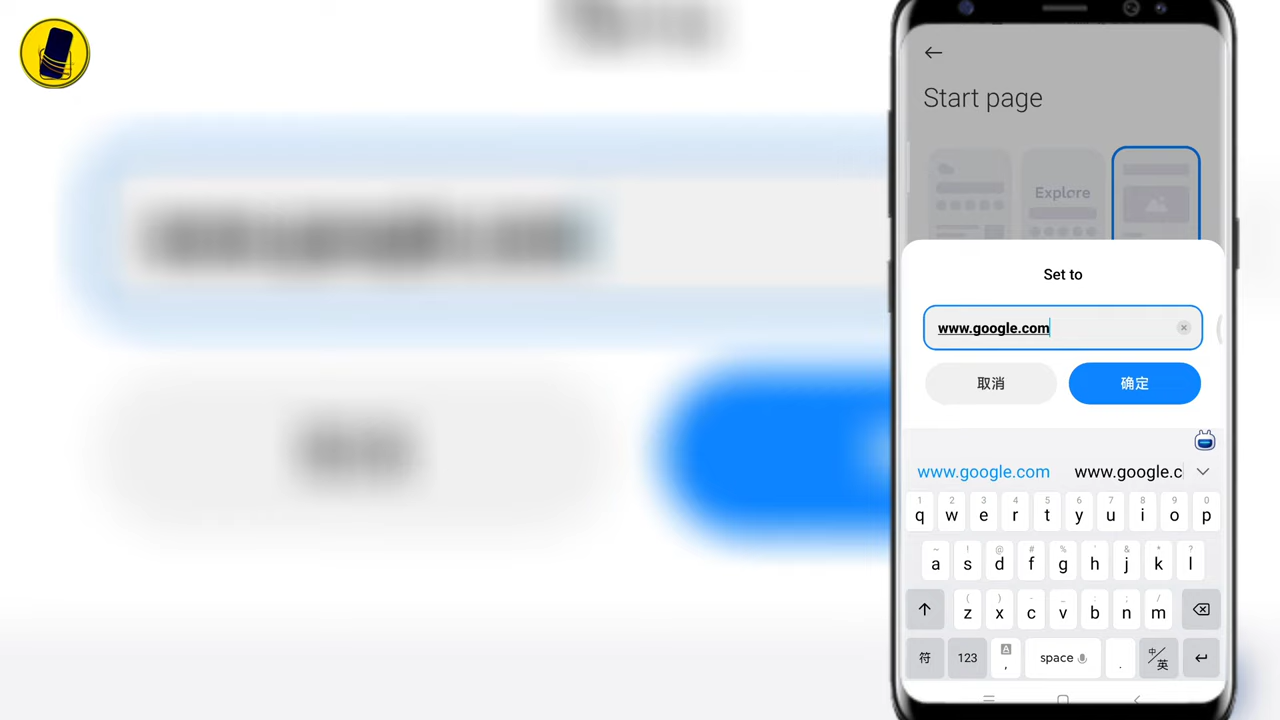 Start page
Explore
Set to
www.google.com
取消 确定
www.google.com www.google.c
1 2 3 4 5 6 7 8 9 0
q w e r t y u i o p
~ ! @ # % ' & * ?
a s d f g h j k l
( ) - _ : ; /
z x c v b n m
符 123 , space . 中/英
A